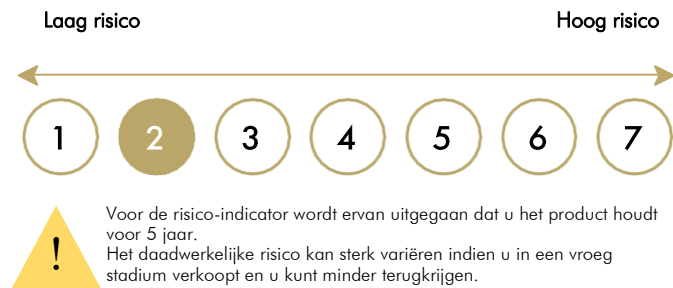 Laag risico Hoog risico
1 2 3 4 5 6 7
! Voor de risico-indicator wordt ervan uitgegaan dat u het product houdt
voor 5 jaar.
Het daadwerkelijke risico kan sterk variëren indien u in een vroeg
stadium verkoopt en u kunt minder terugkrijgen.